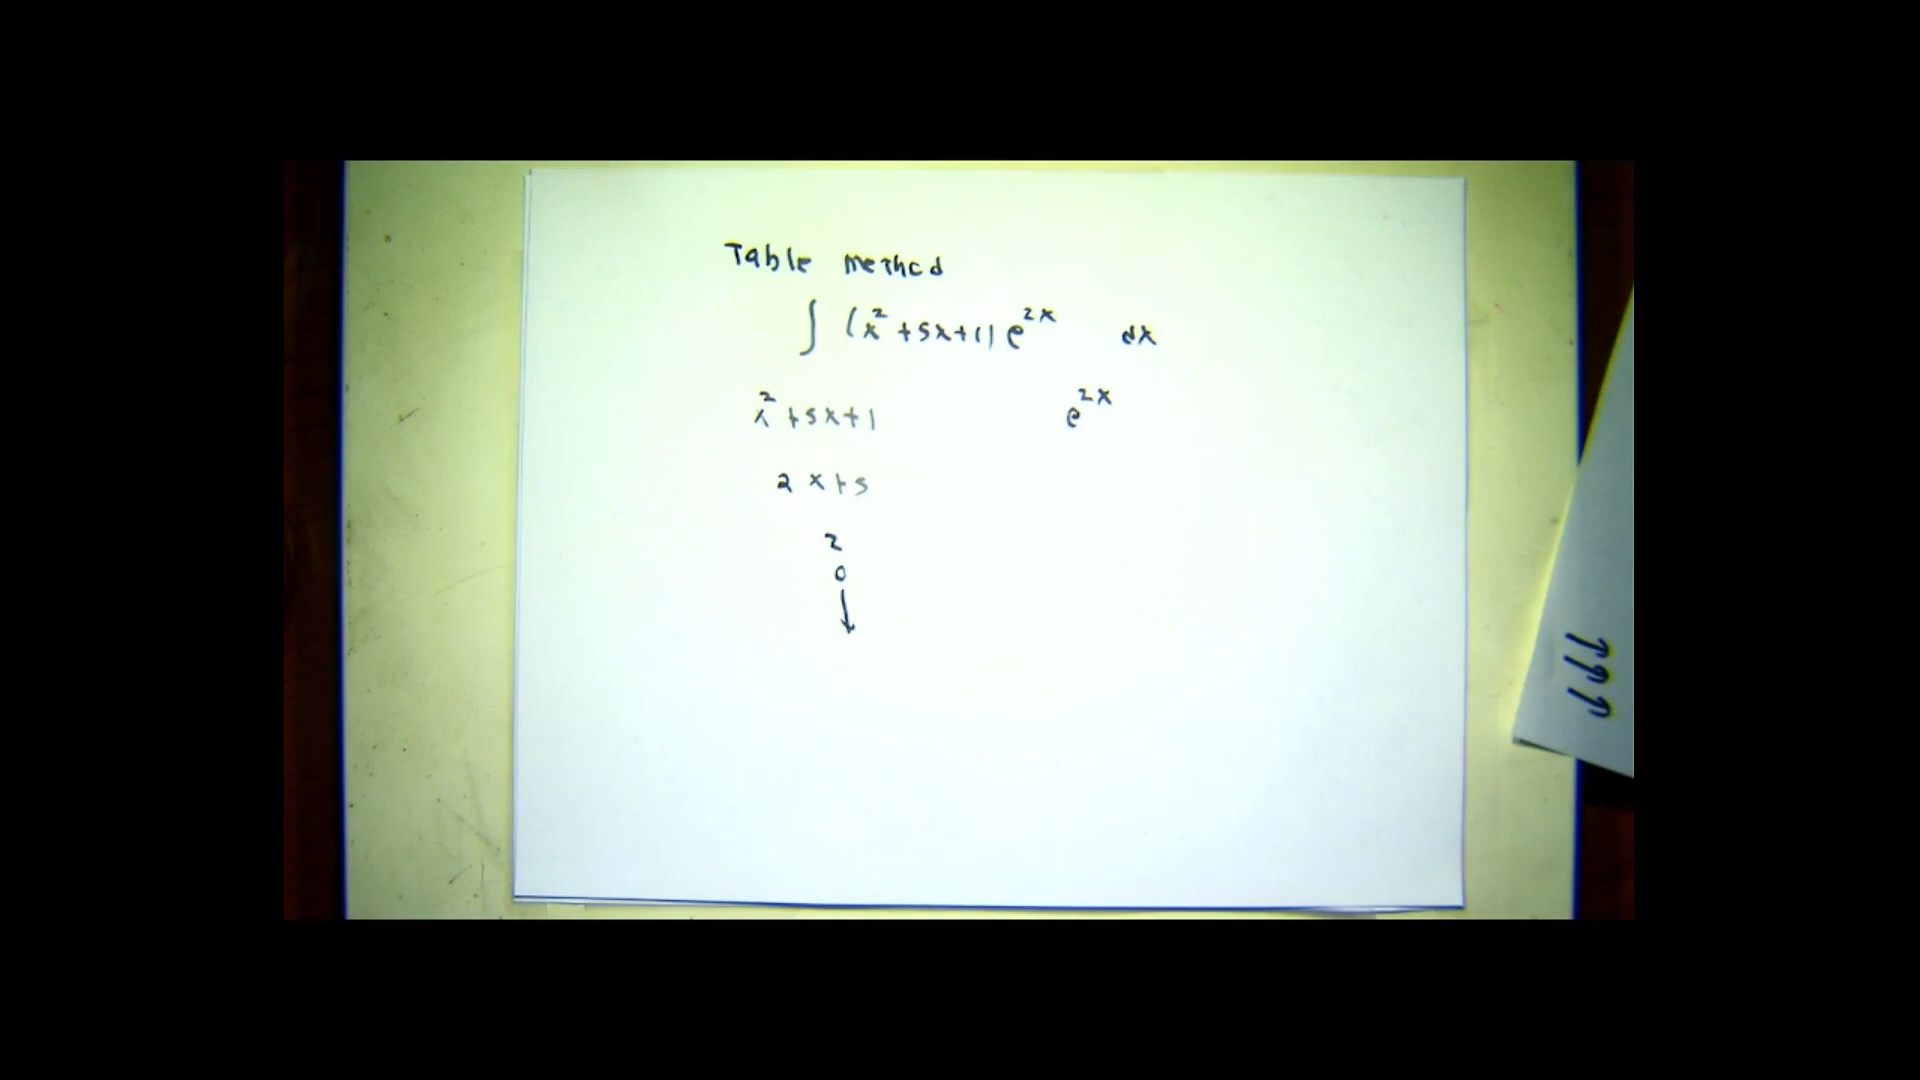 Table method
∫ (x² + 5x + 1) e^{2x} dx
x² + 5x + 1 e^{2x}
2x + 5
2
0
↓